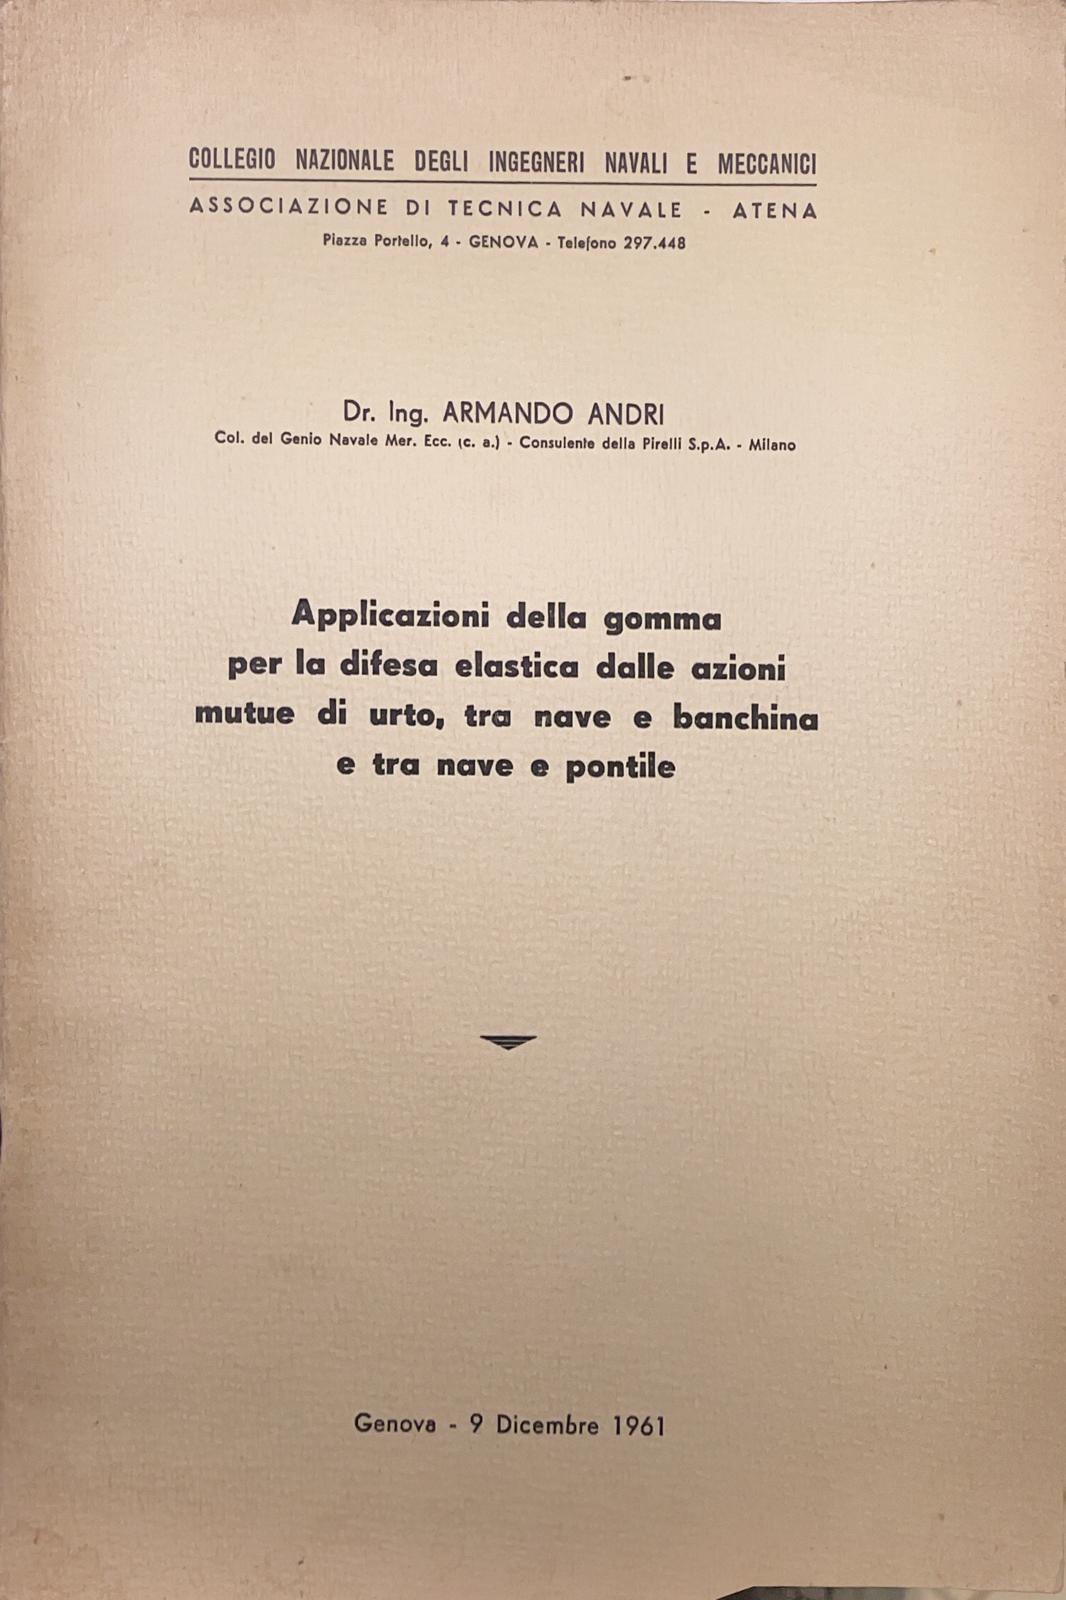 COLLEGIO NAZIONALE DEGLI INGEGNERI NAVALI E MECCANICI
ASSOCIAZIONE DI TECNICA NAVALE - ATENA
Piazza Portello, 4 - GENOVA - Telefono 297.448
Dr. Ing. ARMANDO ANDRI
Col. del Genio Navale Mer. Ecc. (c. a.) - Consulente della Pirelli S.p.A. - Milano
Applicazioni della gomma
per la difesa elastica dalle azioni
mutue di urto, tra nave e banchina
e tra nave e pontile
Genova - 9 Dicembre 1961